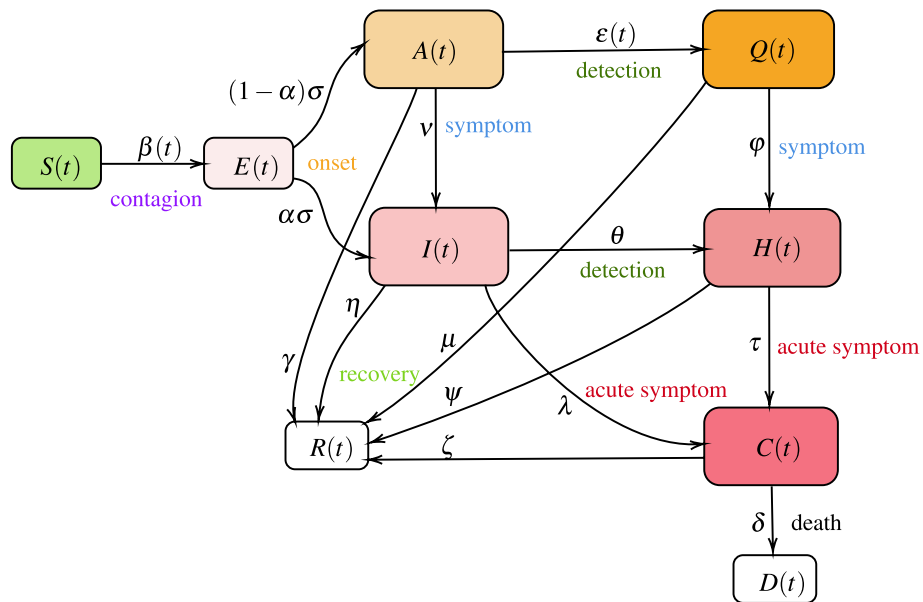 A(t)
ε(t)
detection
Q(t)
(1 − α)σ
S(t)
β(t)
contagion
E(t)
onset
ν
symptom
φ
symptom
ασ
I(t)
θ
detection
H(t)
η
γ
recovery
μ
ψ
acute symptom
λ
τ
acute symptom
R(t)
ζ
C(t)
δ
death
D(t)